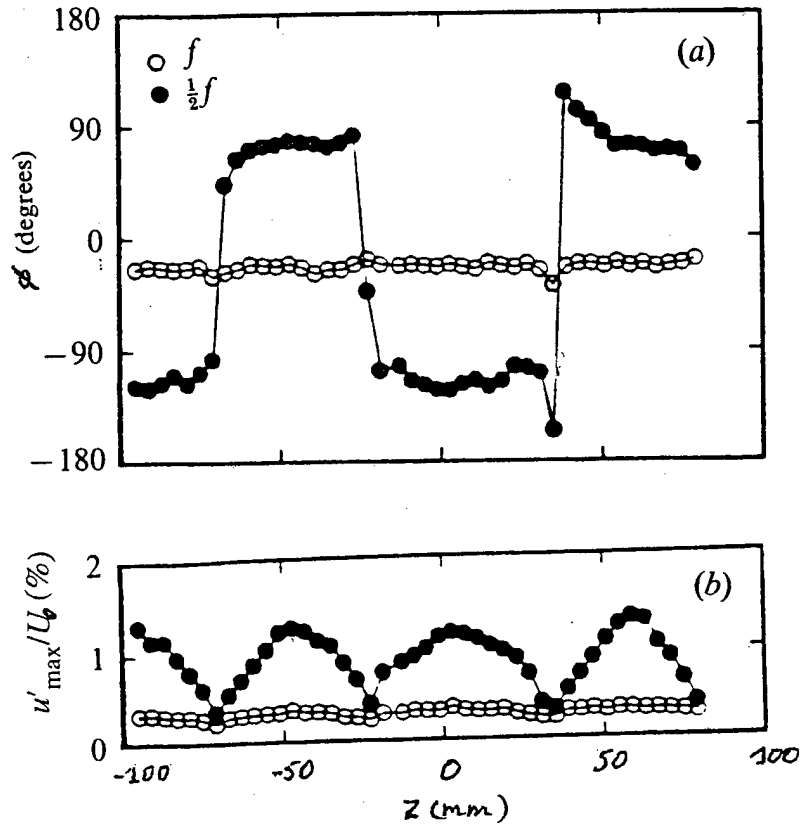 180
(a)
○ f
● ½f
90
0
−90
−180
ø (degrees)
2
(b)
1
0
u′max/U0 (%)
-100 -50 0 50 100
Z (mm)